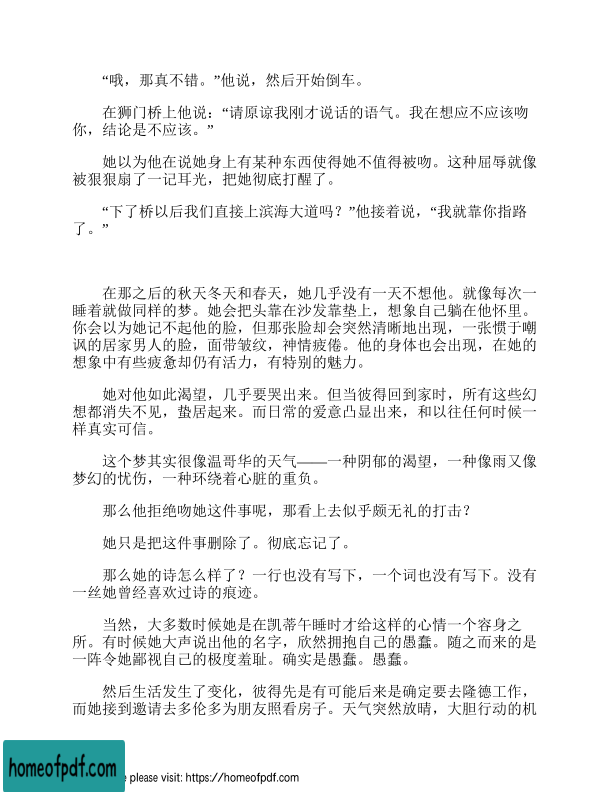 “哦，那真不错。”他说，然后开始倒车。
在狮门桥上他说：“请原谅我刚才说话的语气。我在想应不应该吻
你，结论是不应该。”
她以为他在说她身上有某种东西使得她不值得被吻。这种屈辱就像
被狠狠扇了一记耳光，把她彻底打醒了。
“下了桥以后我们直接上滨海大道吗？”他接着说，“我就靠你指路
了。”
在那之后的秋天冬天和春天，她几乎没有一天不想他。就像每次一
睡着就做同样的梦。她会把头靠在沙发靠垫上，想象自己躺在他怀里。
你会以为她记不起他的脸，但那张脸却会突然清晰地出现，一张惯于嘲
讽的居家男人的脸，面带皱纹，神情疲倦。他的身体也会出现，在她的
想象中有些疲惫却仍有活力，有特别的魅力。
她对他如此渴望，几乎要哭出来。但当彼得回到家时，所有这些幻
想都消失不见，蛰居起来。而日常的爱意凸显出来，和以往任何时候一
样真实可信。
这个梦其实很像温哥华的天气——一种阴郁的渴望，一种像雨又像
梦幻的忧伤，一种环绕着心脏的重负。
那么他拒绝吻她这件事呢，那看上去似乎颇无礼的打击？
她只是把这件事删除了。彻底忘记了。
那么她的诗怎么样了？一行也没有写下，一个词也没有写下。没有
一丝她曾经喜欢过诗的痕迹。
当然，大多数时候她是在凯蒂午睡时才给这样的心情一个容身之
所。有时候她大声说出他的名字，欣然拥抱自己的愚蠢。随之而来的是
一阵令她鄙视自己的极度羞耻。确实是愚蠢。愚蠢。
然后生活发生了变化，彼得先是有可能后来是确定要去隆德工作，
而她接到邀请去多伦多为朋友照看房子。天气突然放晴，大胆行动的机
homeofpdf.com
e please visit: https://homeofpdf.com